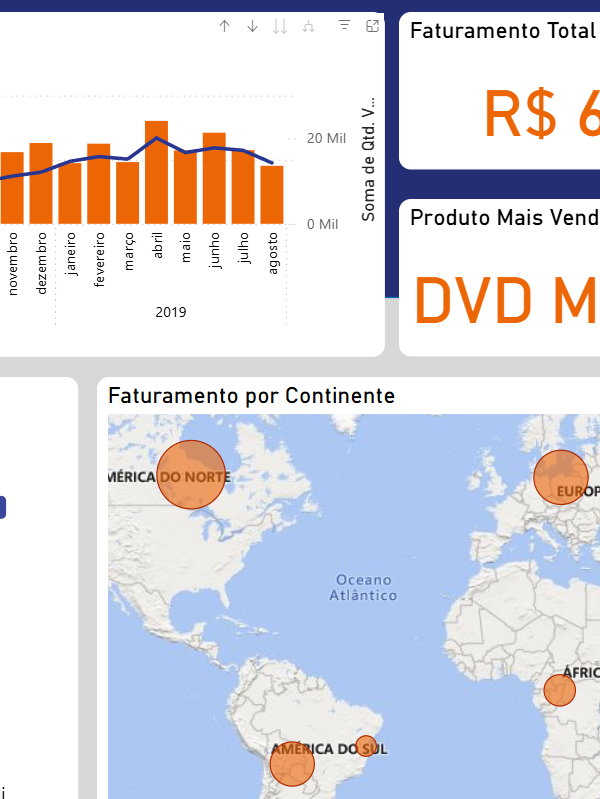 Faturamento Total
R$ 6
20 Mil
0 Mil
Soma de Qtd. V...
novembro
dezembro
janeiro
fevereiro
março
abril
maio
junho
julho
agosto
2019
Produto Mais Vend
DVD M
Faturamento por Continente
MÉRICA DO NORTE
EUROP
Oceano
Atlântico
ÁFRIC
AMÉRICA DO SUL